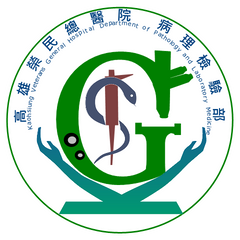 高雄榮民總醫院 病理檢驗部
Kaohsiung Veterans General Hospital Department of Pathology and Laboratory Medicine